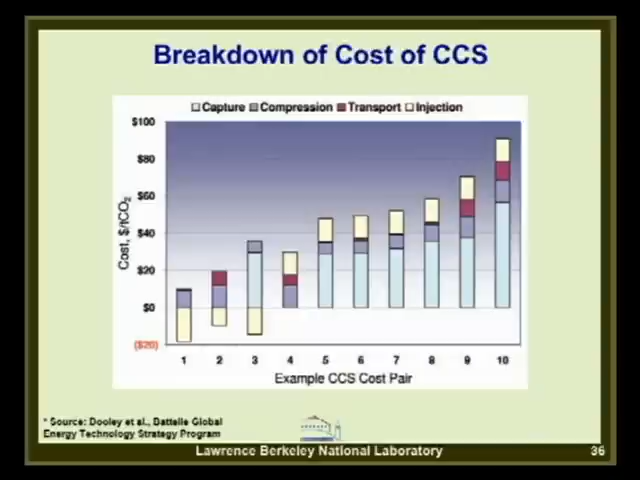 Breakdown of Cost of CCS
Capture Compression Transport Injection
$100
$80
$60
$40
$20
$0
($20)
Cost, $/tCO₂
1 2 3 4 5 6 7 8 9 10
Example CCS Cost Pair
* Source: Dooley et al., Battelle Global
Energy Technology Strategy Program
Lawrence Berkeley National Laboratory 36